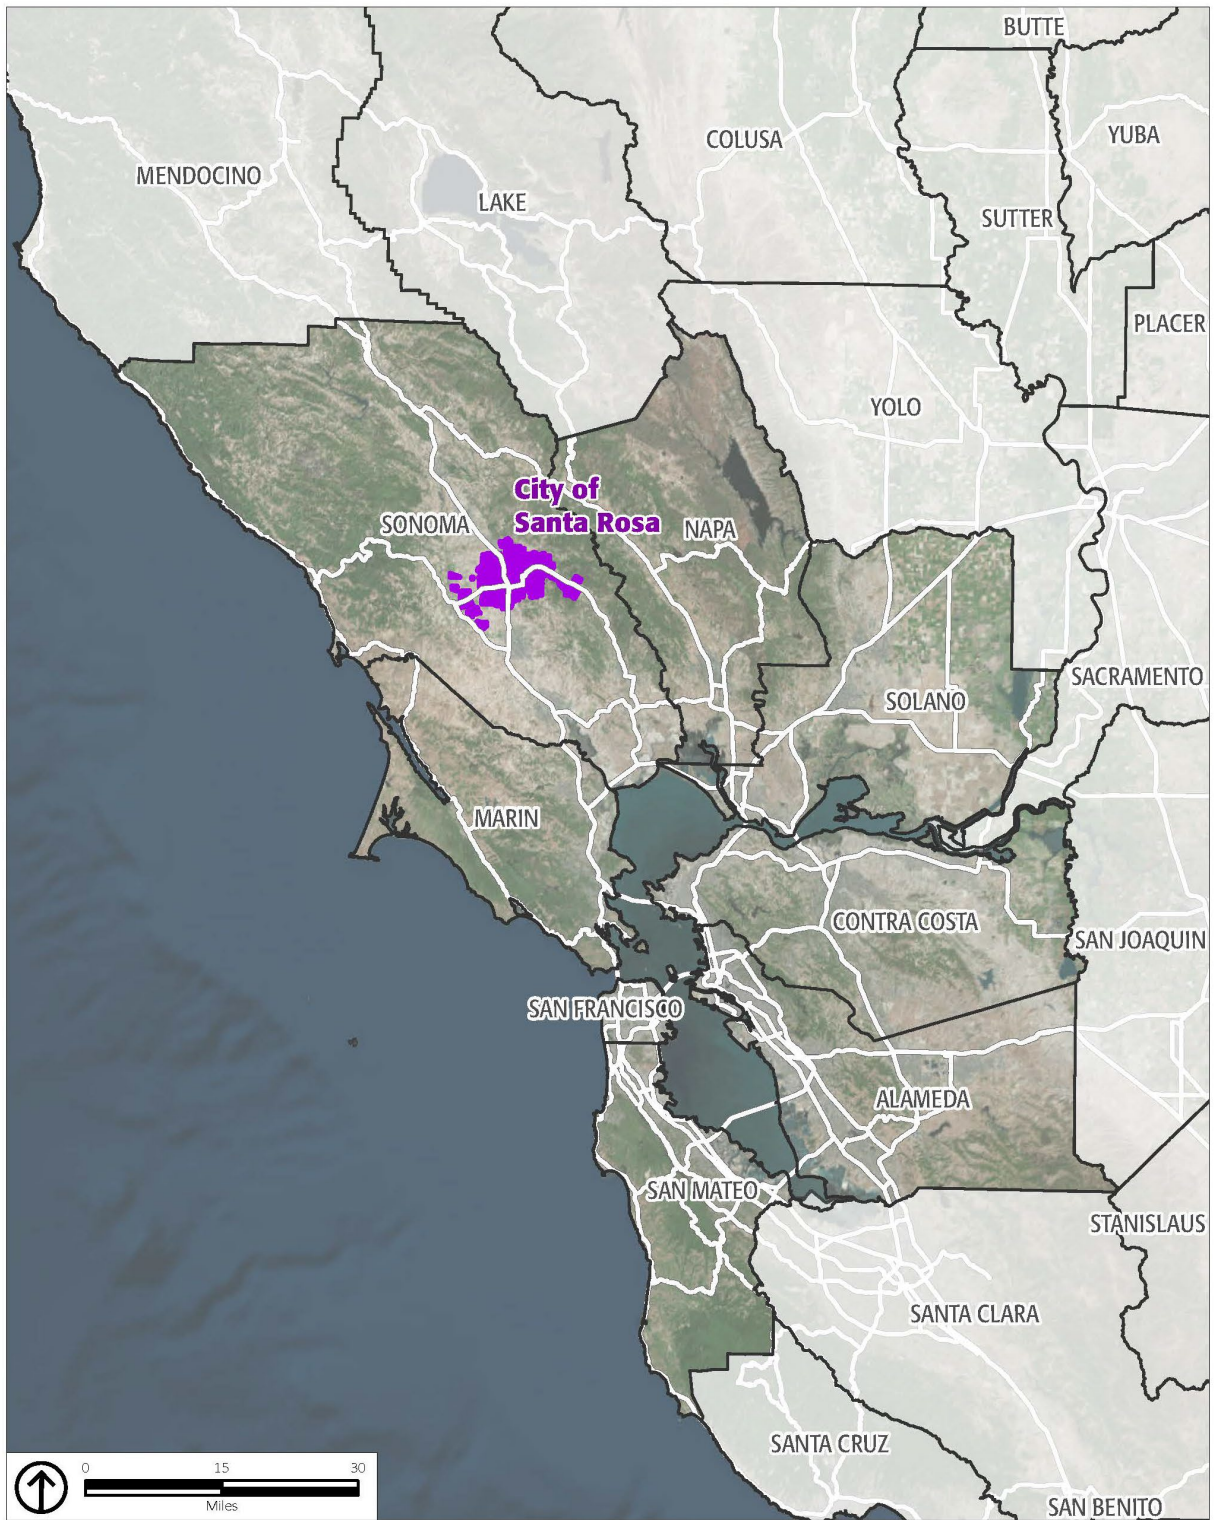 BUTTE
COLUSA
YUBA
MENDOCINO
LAKE
SUTTER
PLACER
YOLO
City of
Santa Rosa
SONOMA
NAPA
SACRAMENTO
SOLANO
MARIN
CONTRA COSTA
SAN JOAQUIN
SAN FRANCISCO
ALAMEDA
SAN MATEO
STANISLAUS
SANTA CLARA
SANTA CRUZ
0 15 30
Miles
SAN BENITO